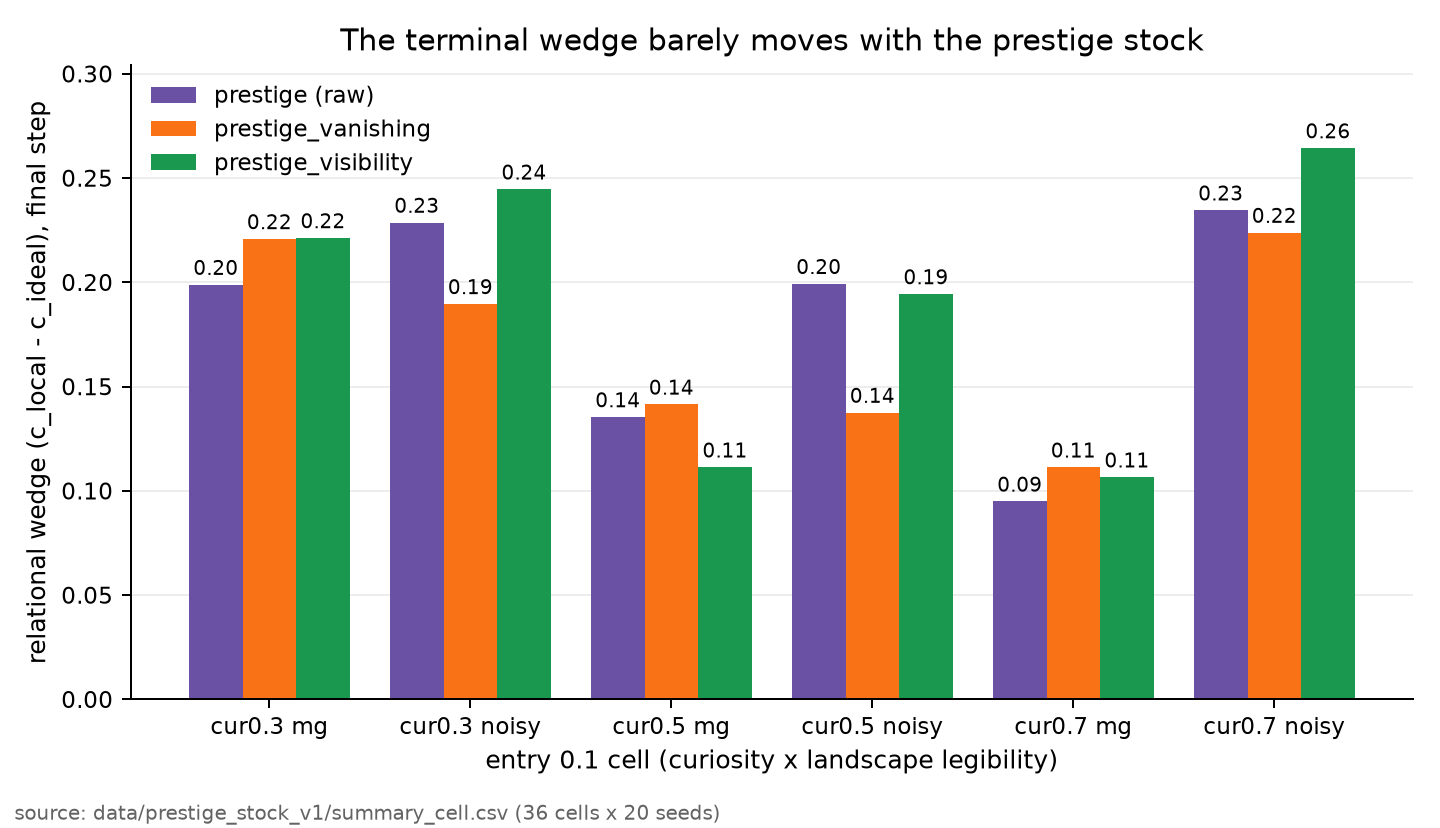 The terminal wedge barely moves with the prestige stock
relational wedge (c_local - c_ideal), final step
0.30
0.25
0.20
0.15
0.10
0.05
0.00
prestige (raw)
prestige_vanishing
prestige_visibility
0.20 0.22 0.22
0.23 0.19 0.24
0.14 0.14 0.11
0.20 0.14 0.19
0.09 0.11 0.11
0.23 0.22 0.26
cur0.3 mg cur0.3 noisy cur0.5 mg cur0.5 noisy cur0.7 mg cur0.7 noisy
entry 0.1 cell (curiosity x landscape legibility)
source: data/prestige_stock_v1/summary_cell.csv (36 cells x 20 seeds)